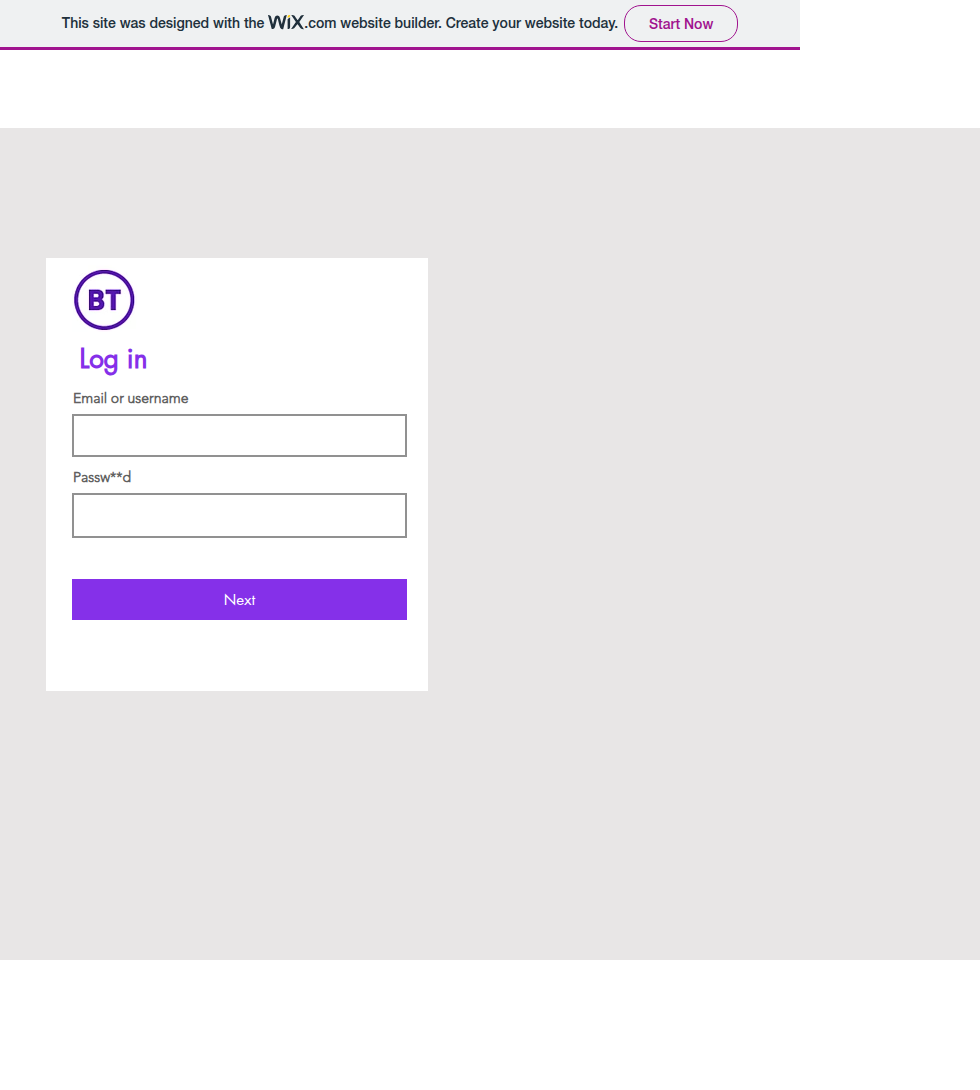 This site was designed with the WiX.com website builder. Create your website today. Start Now
BT
Log in
Email or username
Passw**d
Next